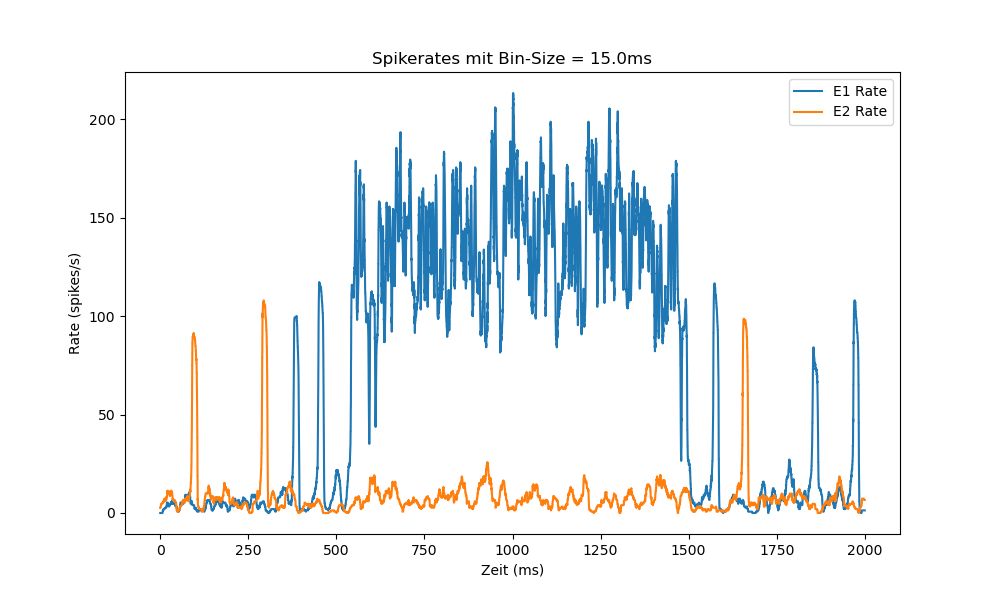 Spikerates mit Bin-Size = 15.0ms
E1 Rate
E2 Rate
Rate (spikes/s)
200
150
100
50
0
0 250 500 750 1000 1250 1500 1750 2000
Zeit (ms)